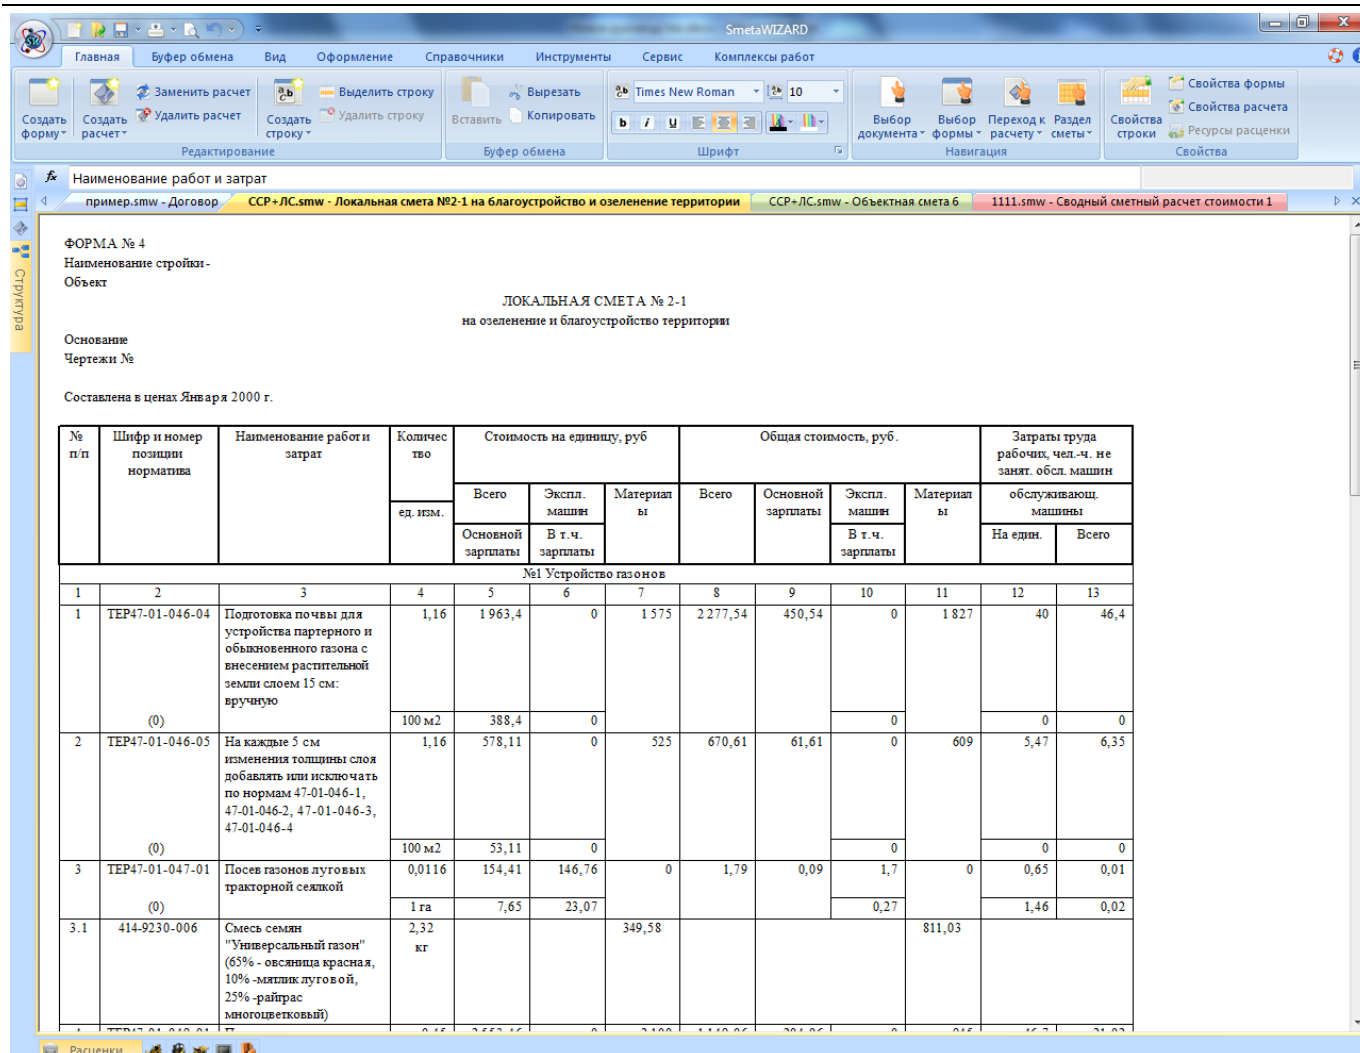 SmetaWIZARD
Главная Буфер обмена Вид Оформление Справочники Инструменты Сервис Комплексы работ
Создать форму Создать расчет Заменить расчет Удалить расчет Создать строку Выделить строку Удалить строку Вставить Вырезать Копировать Times New Roman 10 Выбор документа Выбор формы Переход к расчету Раздел сметы Свойства строки Свойства формы Свойства расчета Ресурсы расценки
Редактирование Буфер обмена Шрифт Навигация Свойства
fx Наименование работ и затрат
пример.smw - Договор ССР+ЛС.smw - Локальная смета №2-1 на благоустройство и озеленение территории ССР+ЛС.smw - Объектная смета 6 1111.smw - Сводный сметный расчет стоимости 1
Структура
ФОРМА № 4
Наименование стройки -
Объект
ЛОКАЛЬНАЯ СМЕТА № 2-1
на озеленение и благоустройство территории
Основание
Чертежи №
Составлена в ценах Января 2000 г.
№ п/п Шифр и номер позиции норматива Наименование работ и затрат Количес тво Стоимость на единицу, руб Общая стоимость, руб. Затраты труда рабочих, чел.-ч. не занят. обсл. машин
ед. изм. Всего Экспл. машин Материал ы Всего Основной зарплаты Экспл. машин Материал ы обслуживающ. машины
Основной зарплаты В т.ч. зарплаты В т.ч. зарплаты На един. Всего
№1 Устройство газонов
1 2 3 4 5 6 7 8 9 10 11 12 13
1 ТЕР47-01-046-04 Подготовка почвы для 1,16 1 963,4 0 1 575 2 277,54 450,54 0 1 827 40 46,4
устройства партерного и
обыкновенного газона с
внесением растительной
земли слоем 15 см:
вручную
(0) 100 м2 388,4 0 0 0 0
2 ТЕР47-01-046-05 На каждые 5 см 1,16 578,11 0 525 670,61 61,61 0 609 5,47 6,35
изменения толщины слоя
добавлять или исключать
по нормам 47-01-046-1,
47-01-046-2, 47-01-046-3,
47-01-046-4
(0) 100 м2 53,11 0 0 0 0
3 ТЕР47-01-047-01 Посев газонов луговых 0,0116 154,41 146,76 0 1,79 0,09 1,7 0 0,65 0,01
тракторной сеялкой
(0) 1 га 7,65 23,07 0,27 1,46 0,02
3.1 414-9230-006 Смесь семян 2,32 349,58 811,03
"Универсальный газон" кг
(65% - овсяница красная,
10% -мятлик луговой,
25% -райграс
многоцветковый)
Расценки